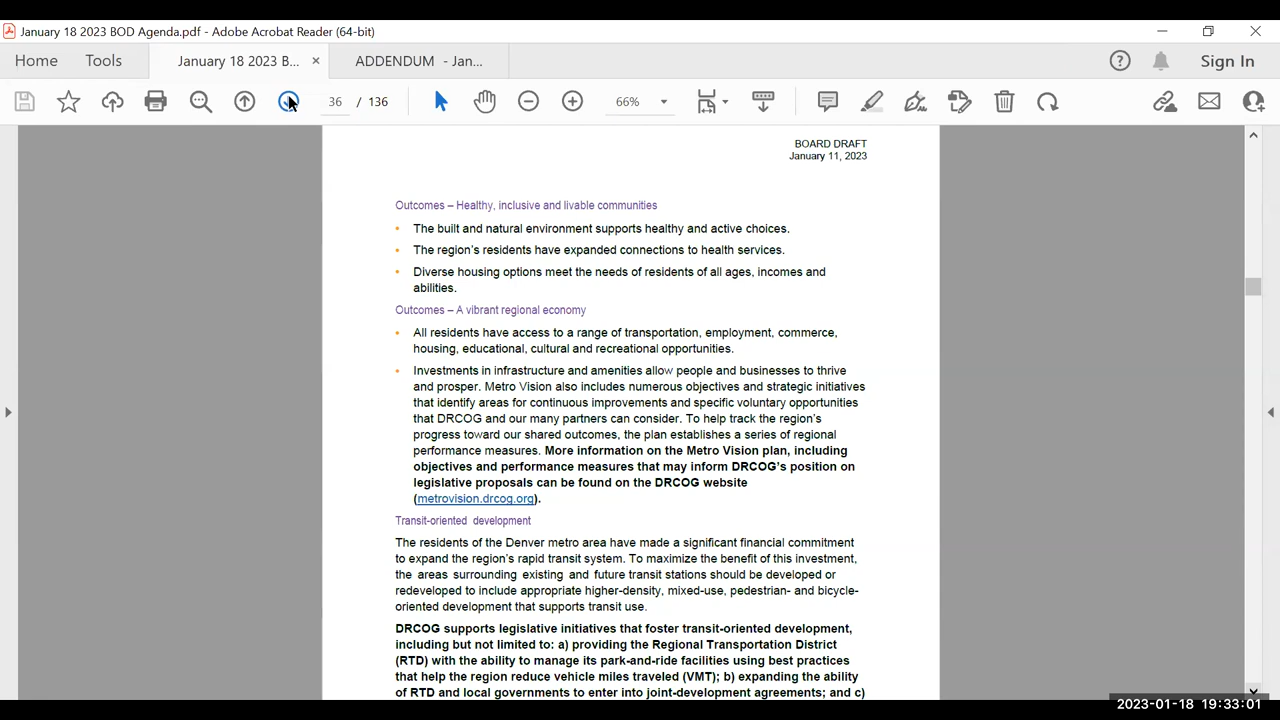 January 18 2023 BOD Agenda.pdf - Adobe Acrobat Reader (64-bit)
Home Tools January 18 2023 B... × ADDENDUM - Jan... Sign In
36 / 136 66%
BOARD DRAFT
January 11, 2023
Outcomes – Healthy, inclusive and livable communities
• The built and natural environment supports healthy and active choices.
• The region's residents have expanded connections to health services.
• Diverse housing options meet the needs of residents of all ages, incomes and
abilities.
Outcomes – A vibrant regional economy
• All residents have access to a range of transportation, employment, commerce,
housing, educational, cultural and recreational opportunities.
• Investments in infrastructure and amenities allow people and businesses to thrive
and prosper. Metro Vision also includes numerous objectives and strategic initiatives
that identify areas for continuous improvements and specific voluntary opportunities
that DRCOG and our many partners can consider. To help track the region's
progress toward our shared outcomes, the plan establishes a series of regional
performance measures. More information on the Metro Vision plan, including
objectives and performance measures that may inform DRCOG's position on
legislative proposals can be found on the DRCOG website
(metrovision.drcog.org).
Transit-oriented development
The residents of the Denver metro area have made a significant financial commitment
to expand the region's rapid transit system. To maximize the benefit of this investment,
the areas surrounding existing and future transit stations should be developed or
redeveloped to include appropriate higher-density, mixed-use, pedestrian- and bicycle-
oriented development that supports transit use.
DRCOG supports legislative initiatives that foster transit-oriented development,
including but not limited to: a) providing the Regional Transportation District
(RTD) with the ability to manage its park-and-ride facilities using best practices
that help the region reduce vehicle miles traveled (VMT); b) expanding the ability
of RTD and local governments to enter into joint-development agreements; and c)
2023-01-18 19:33:01